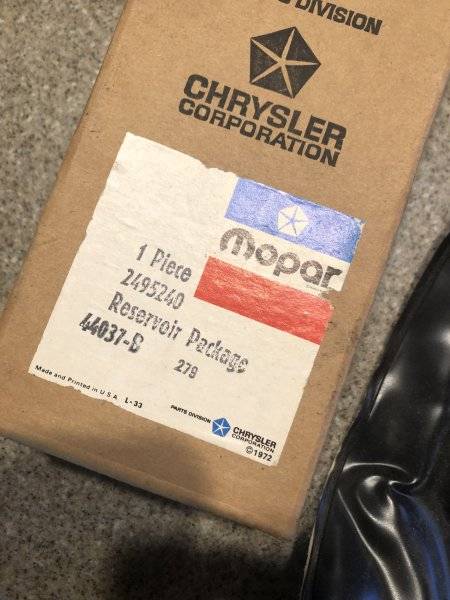 DIVISION
CHRYSLER
CORPORATION
Mopar
1 Piece
2495240
Reservoir Package
44037-B
279
Made and Printed in U S A L-33
PARTS DIVISION
CHRYSLER
CORPORATION
©1972